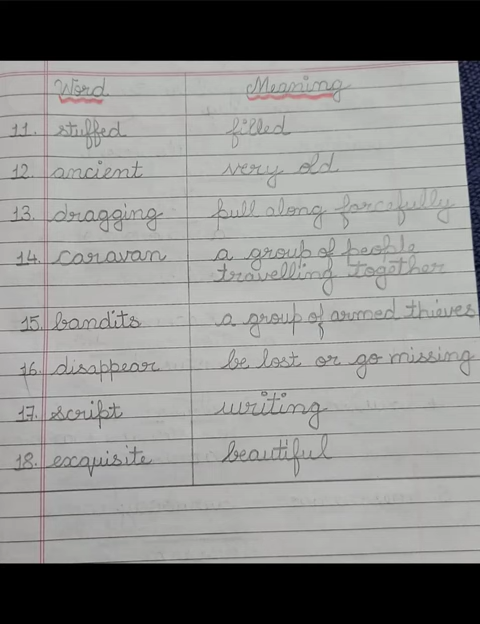 Word Meaning
11. stuffed filled
12. ancient very old
13. dragging pull along forcefully
14. caravan a group of people
travelling together
15. bandits a group of armed thieves
16. disappear be lost or go missing
17. script writing
18. exquisite beautiful